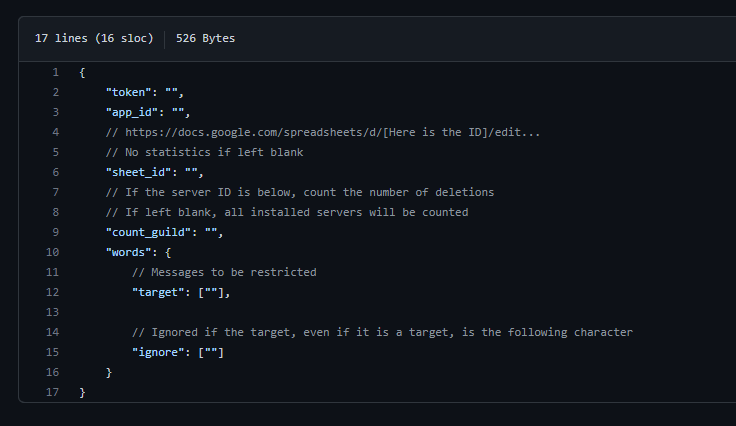 17 lines (16 sloc) 526 Bytes
1 {
2 "token": "",
3 "app_id": "",
4 // https://docs.google.com/spreadsheets/d/[Here is the ID]/edit...
5 // No statistics if left blank
6 "sheet_id": "",
7 // If the server ID is below, count the number of deletions
8 // If left blank, all installed servers will be counted
9 "count_guild": "",
10 "words": {
11 // Messages to be restricted
12 "target": [""],
13
14 // Ignored if the target, even if it is a target, is the following character
15 "ignore": [""]
16 }
17 }